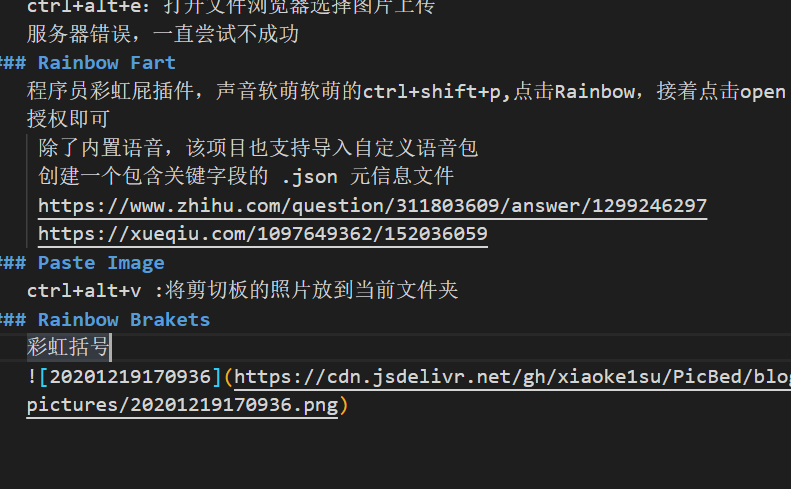 ctrl+alt+e：打开文件浏览器选择图片上传
服务器错误，一直尝试不成功
### Rainbow Fart
程序员彩虹屁插件，声音软萌软萌的ctrl+shift+p,点击Rainbow，接着点击open
授权即可
除了内置语音，该项目也支持导入自定义语音包
创建一个包含关键字段的 .json 元信息文件
https://www.zhihu.com/question/311803609/answer/1299246297
https://xueqiu.com/1097649362/152036059
### Paste Image
ctrl+alt+v :将剪切板的照片放到当前文件夹
### Rainbow Brakets
彩虹括号
![20201219170936](https://cdn.jsdelivr.net/gh/xiaoke1su/PicBed/blog
pictures/20201219170936.png)